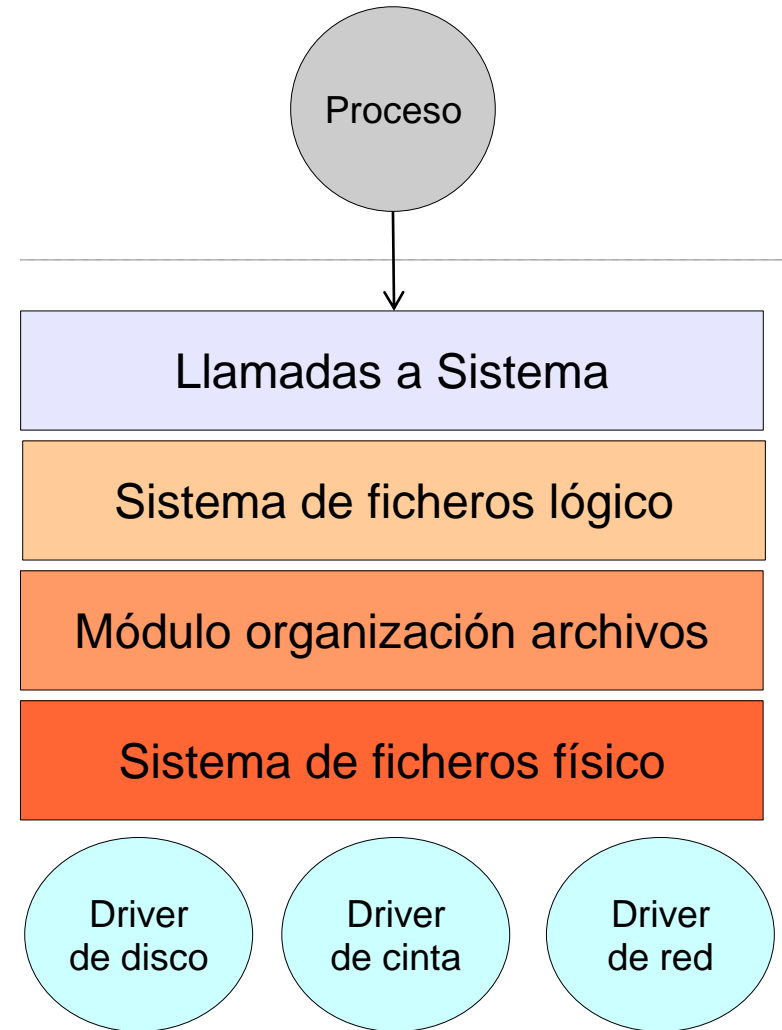 Proceso
Llamadas a Sistema
Sistema de ficheros lógico
Módulo organización archivos
Sistema de ficheros físico
Driver
de disco
Driver
de cinta
Driver
de red